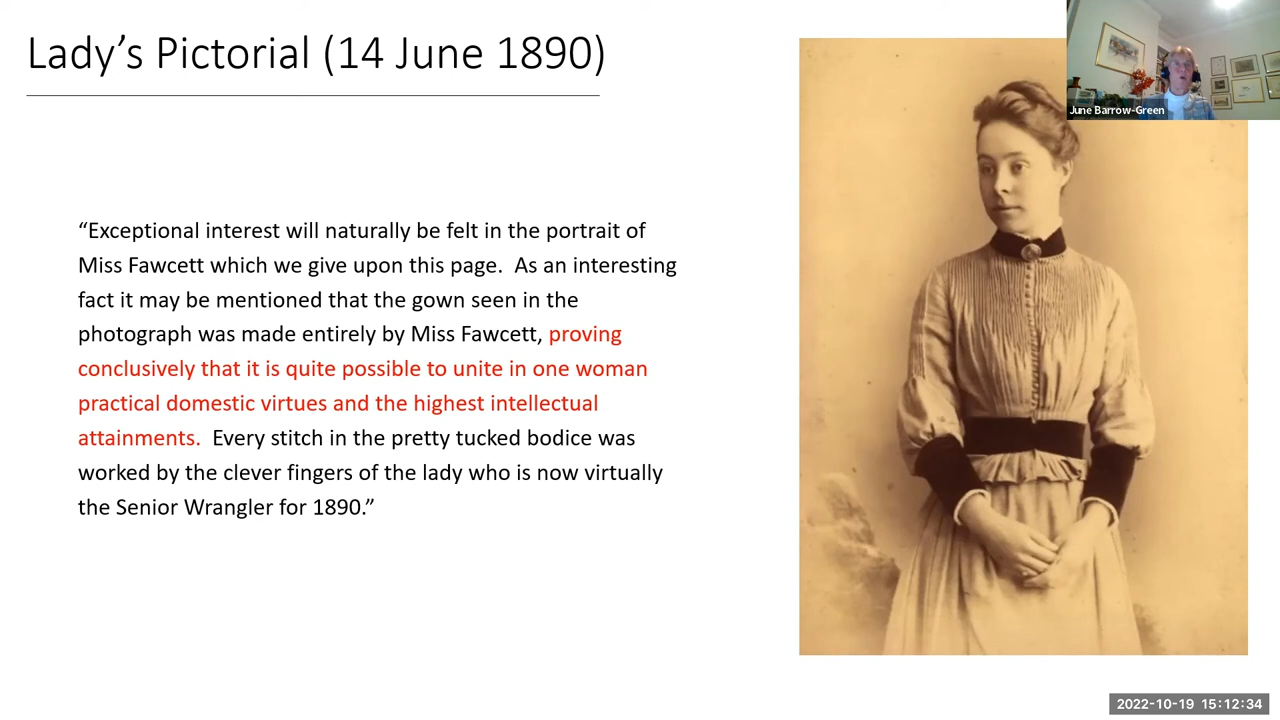 Lady’s Pictorial (14 June 1890)
“Exceptional interest will naturally be felt in the portrait of
Miss Fawcett which we give upon this page.  As an interesting
fact it may be mentioned that the gown seen in the
photograph was made entirely by Miss Fawcett, proving
conclusively that it is quite possible to unite in one woman
practical domestic virtues and the highest intellectual
attainments.  Every stitch in the pretty tucked bodice was
worked by the clever fingers of the lady who is now virtually
the Senior Wrangler for 1890.”
June Barrow-Green
2022-10-19 15:12:34